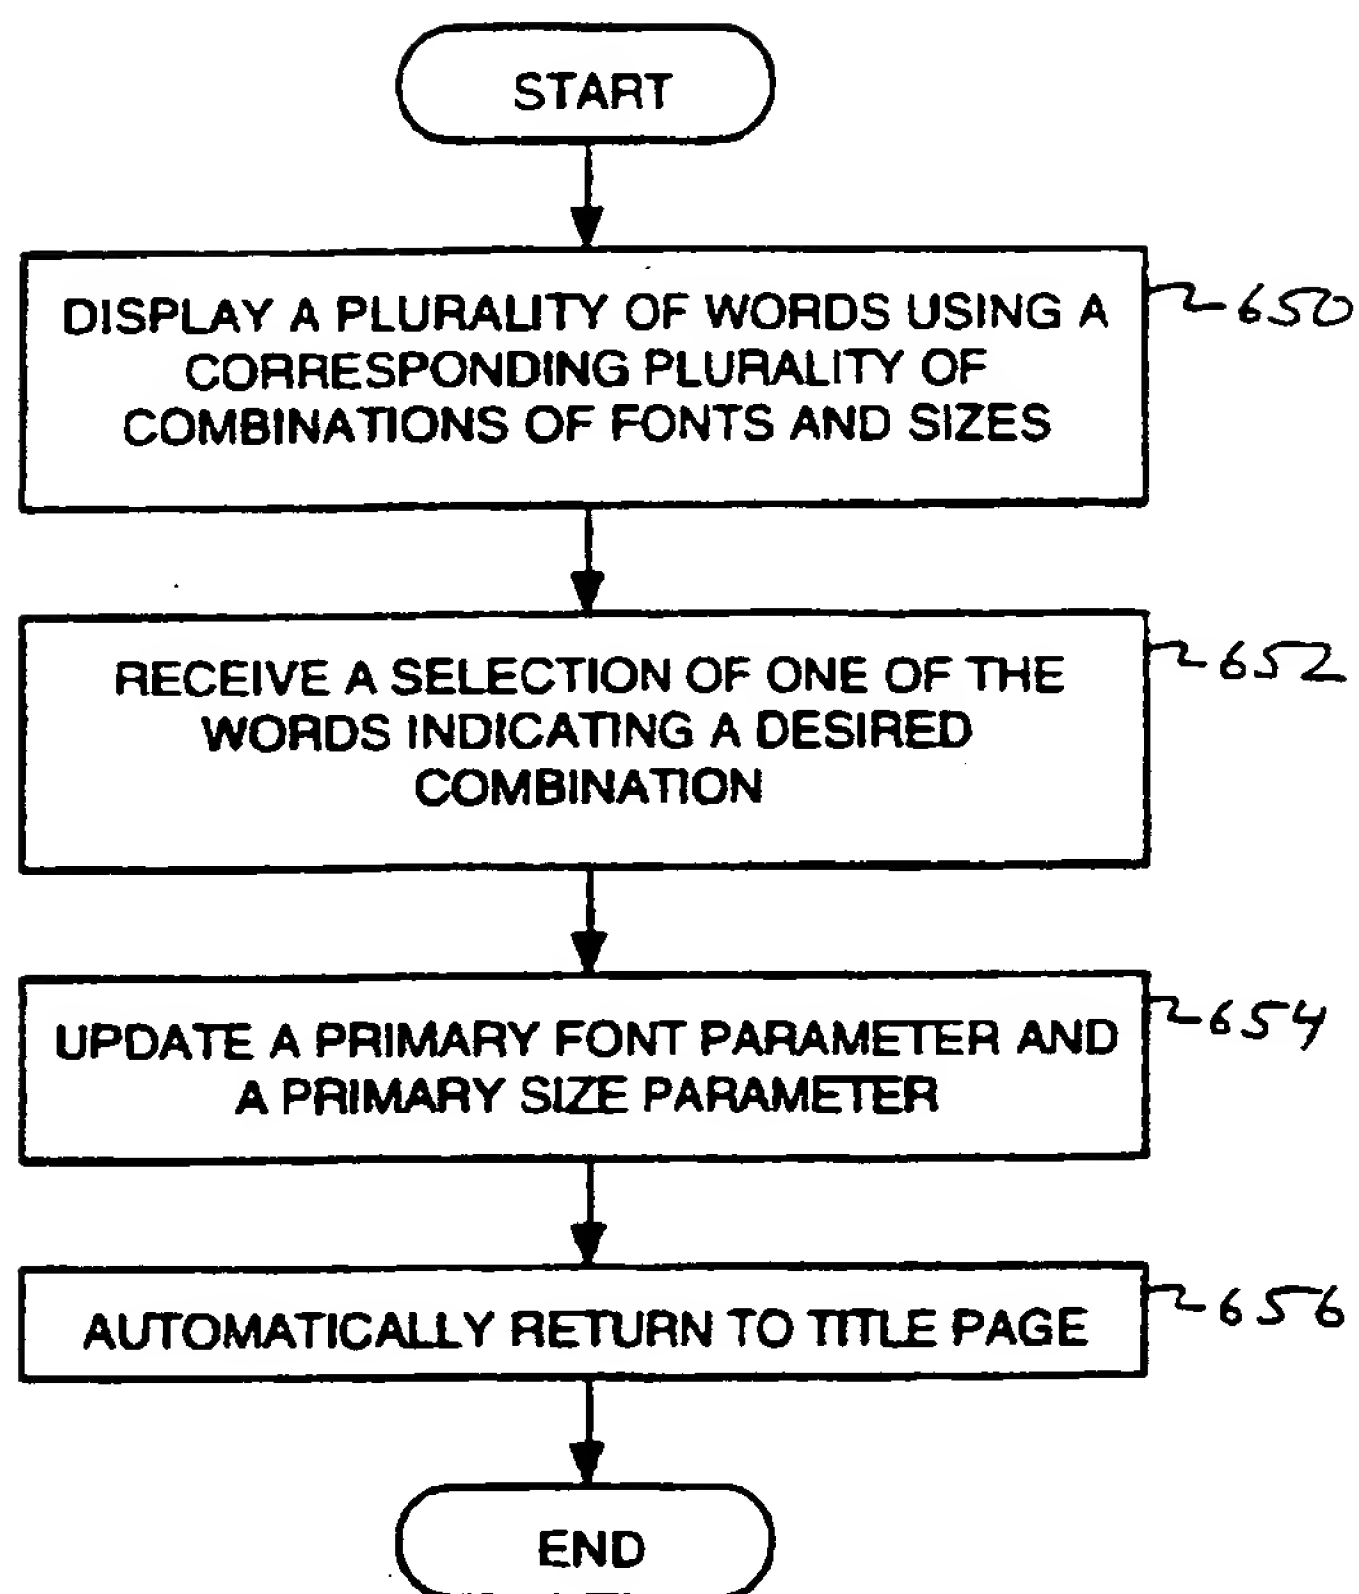 START
DISPLAY A PLURALITY OF WORDS USING A
CORRESPONDING PLURALITY OF
COMBINATIONS OF FONTS AND SIZES
650
RECEIVE A SELECTION OF ONE OF THE
WORDS INDICATING A DESIRED
COMBINATION
652
UPDATE A PRIMARY FONT PARAMETER AND
A PRIMARY SIZE PARAMETER
654
AUTOMATICALLY RETURN TO TITLE PAGE
656
END